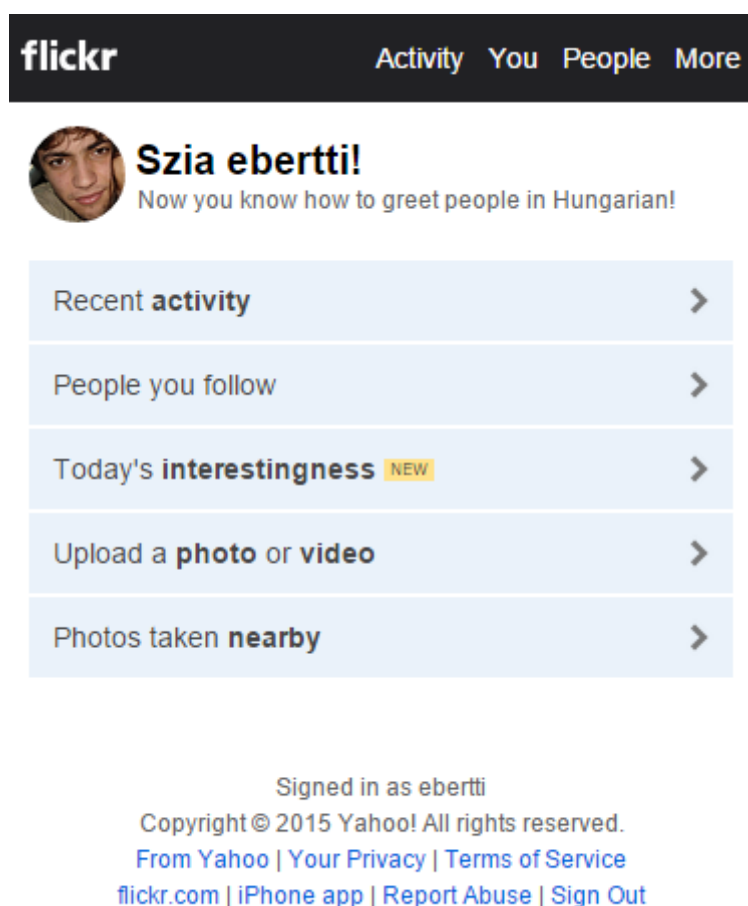 flickr Activity You People More
Szia ebertti!
Now you know how to greet people in Hungarian!
Recent activity
People you follow
Today's interestingness NEW
Upload a photo or video
Photos taken nearby
Signed in as ebertti
Copyright © 2015 Yahoo! All rights reserved.
From Yahoo | Your Privacy | Terms of Service
flickr.com | iPhone app | Report Abuse | Sign Out